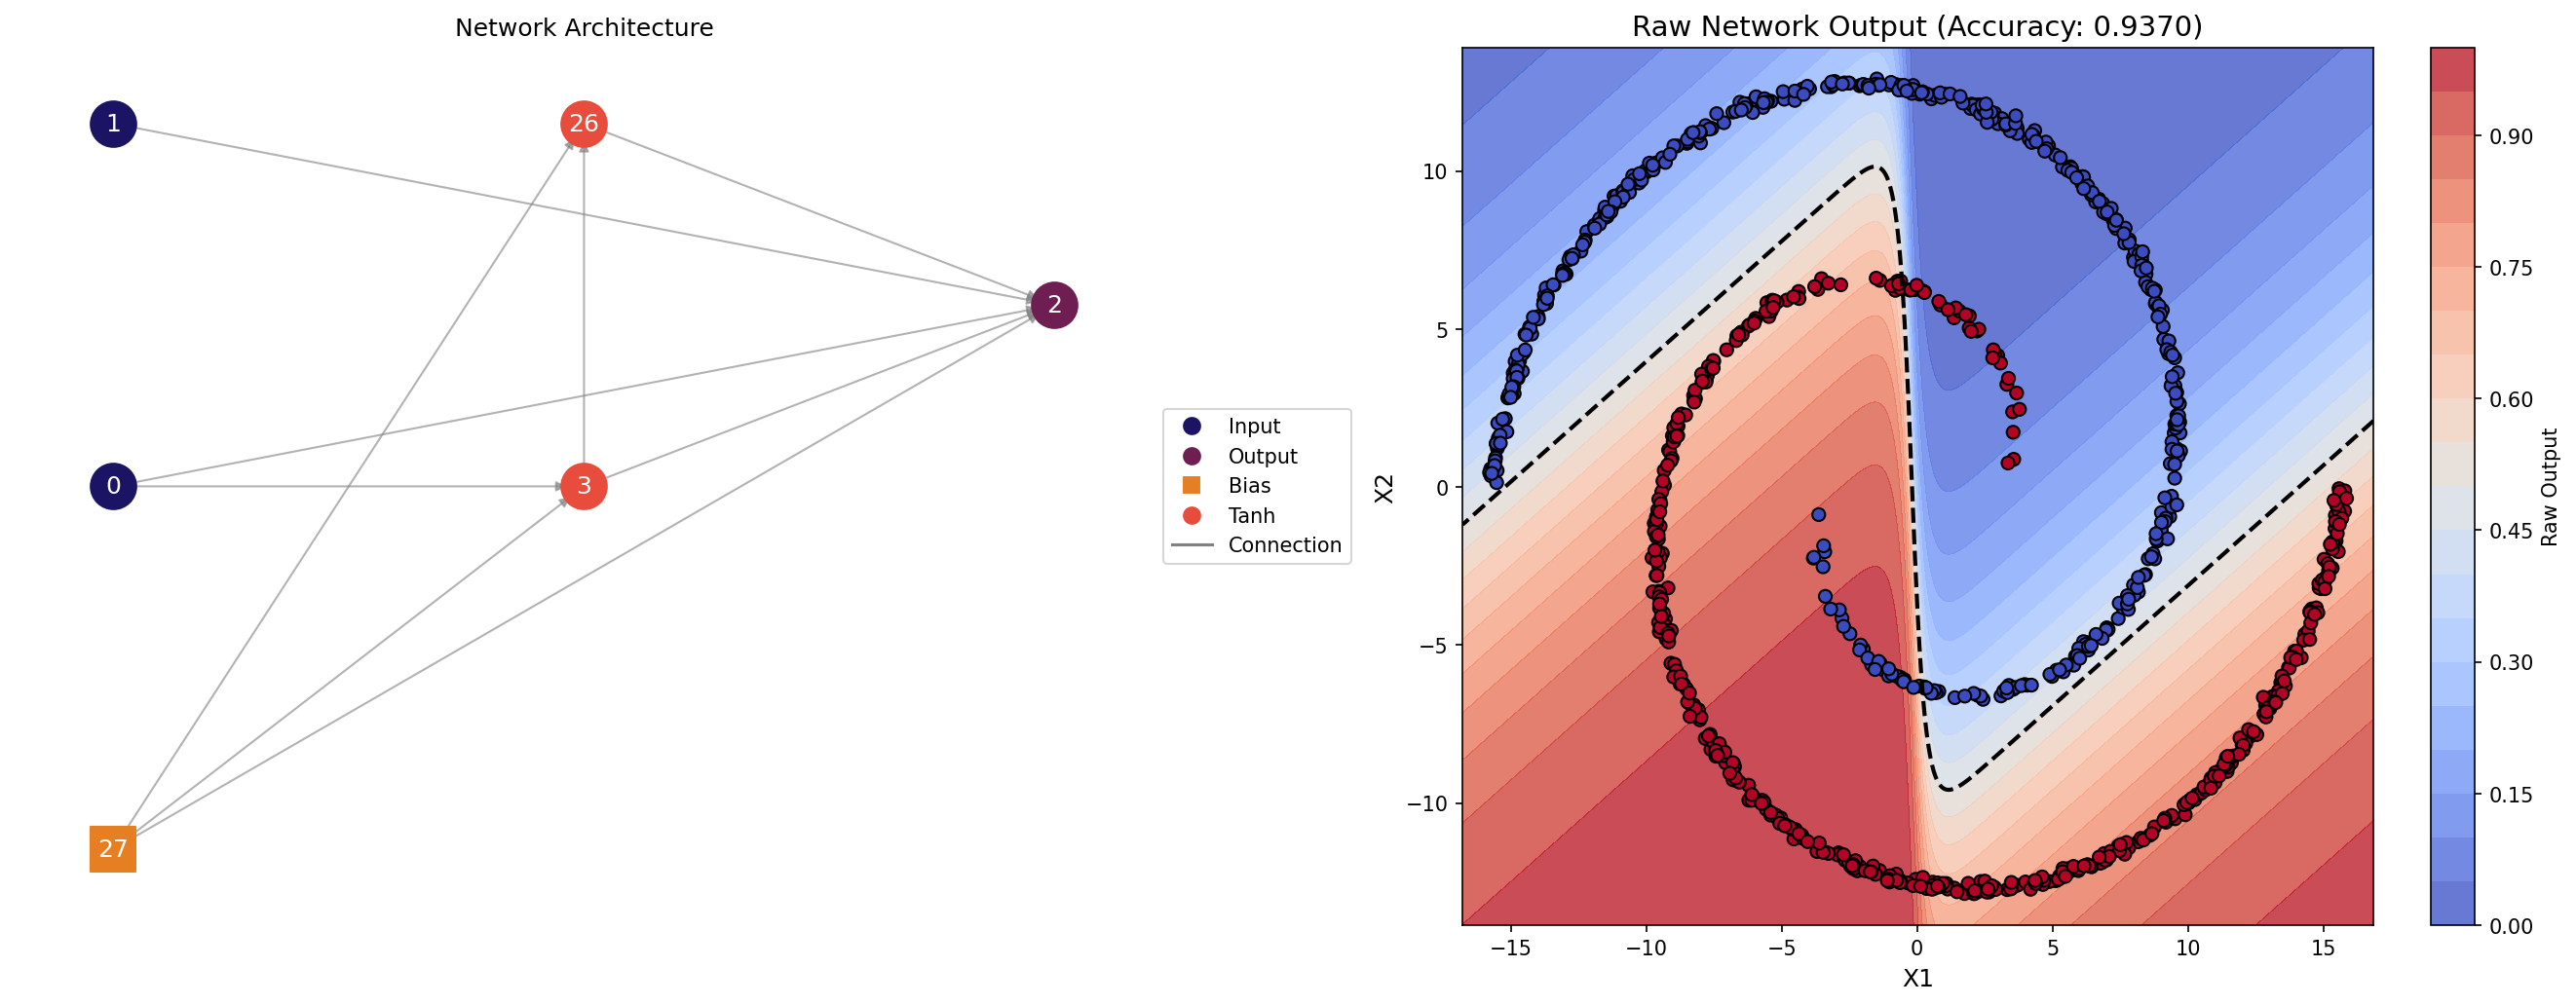 Network Architecture
1
26
2
0
3
27
Input
Output
Bias
Tanh
Connection
Raw Network Output (Accuracy: 0.9370)
10
5
0
−5
−10
X2
−15
−10
−5
0
5
10
15
X1
0.90
0.75
0.60
0.45
0.30
0.15
0.00
Raw Output